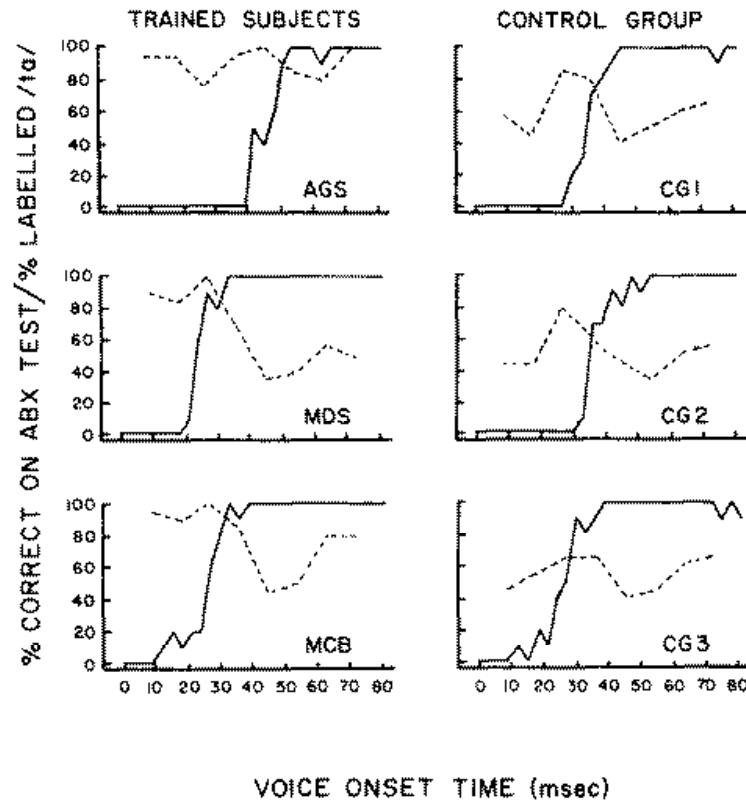 TRAINED SUBJECTS CONTROL GROUP
% CORRECT ON ABX TEST/% LABELLED /ta/
100
80
60
40
20
0
AGS
CG1
100
80
60
40
20
0
MDS
CG2
100
80
60
40
20
0
MCB
CG3
0 10 20 30 40 50 60 70 80
0 10 20 30 40 50 60 70 80
VOICE ONSET TIME (msec)